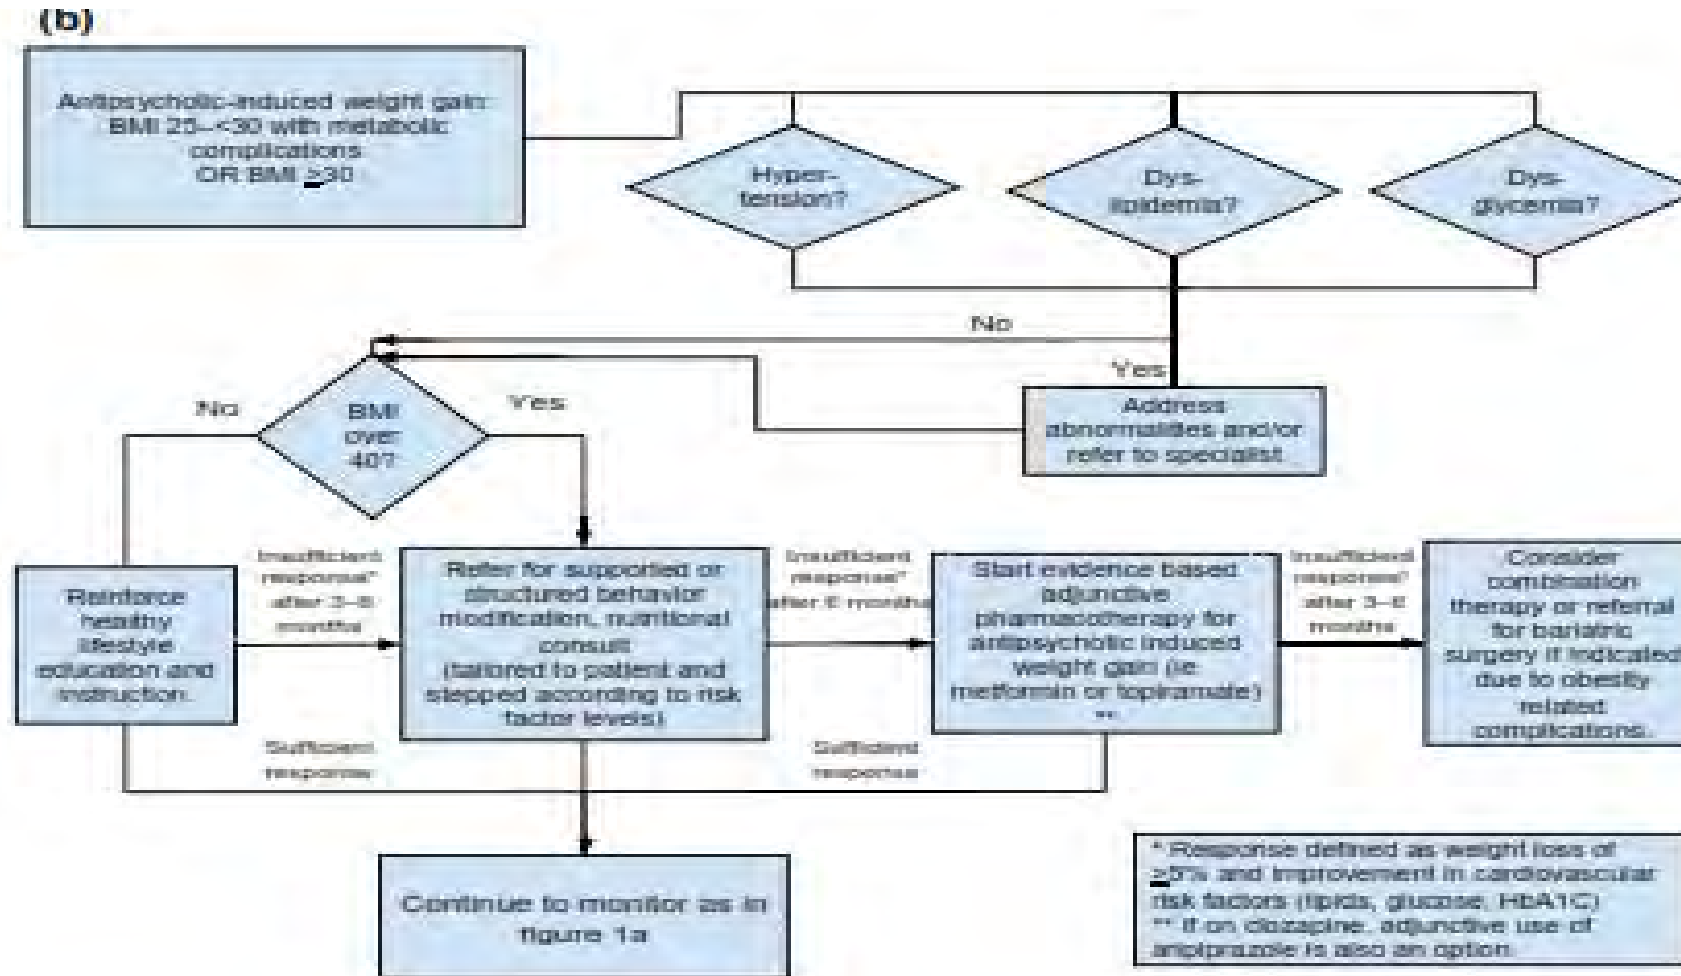 (b)
Antipsychotic-induced weight gain:
BMI 25–<30 with metabolic
complications
OR BMI ≥30
Hyper-
tension?
Dys-
lipidemia?
Dys-
glycemia?
No
Yes
Address
abnormalities and/or
refer to specialist.
No
BMI
over
40?
Yes
Reinforce
healthy
lifestyle
education and
instruction.
Insufficient
response*
after 3–6
months
Refer for supported or
structured behavior
modification, nutritional
consult
(tailored to patient and
stepped according to risk
factor levels)
Insufficient
response*
after 6 months
Start evidence based
adjunctive
pharmacotherapy for
antipsychotic induced
weight gain (ie
metformin or topiramate)
**
Insufficient
response*
after 3–6
months
Consider
combination
therapy or referral
for bariatric
surgery if indicated
due to obesity
related
complications.
Sufficient
response
Sufficient
response
Continue to monitor as in
figure 1a
* Response defined as weight loss of
≥5% and improvement in cardiovascular
risk factors (lipids, glucose, HbA1C)
** If on clozapine, adjunctive use of
aripiprazole is also an option.